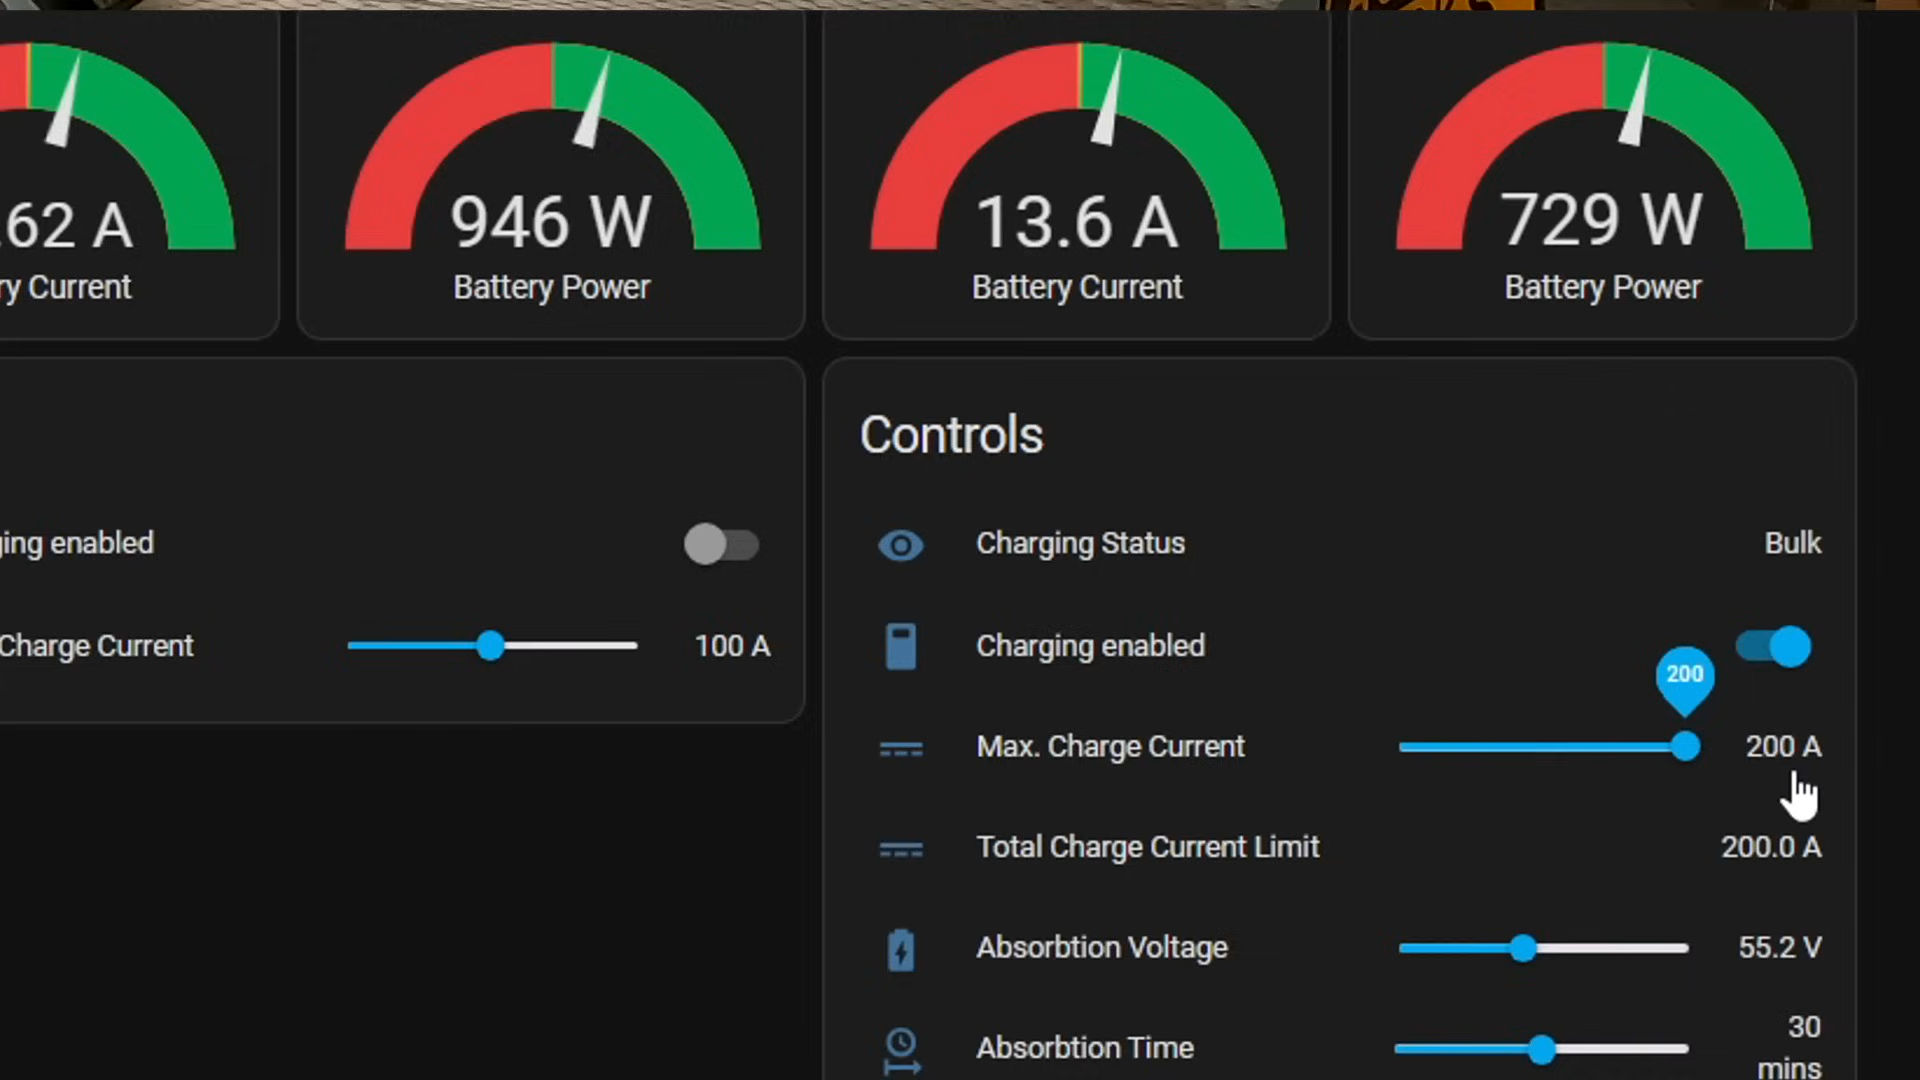 .62 A
946 W
13.6 A
729 W
ry Current
Battery Power
Battery Current
Battery Power
Controls
ging enabled
Charging Status
Bulk
Charge Current
100 A
Charging enabled
200
Max. Charge Current
200 A
Total Charge Current Limit
200.0 A
Absorbtion Voltage
55.2 V
Absorbtion Time
30
mins